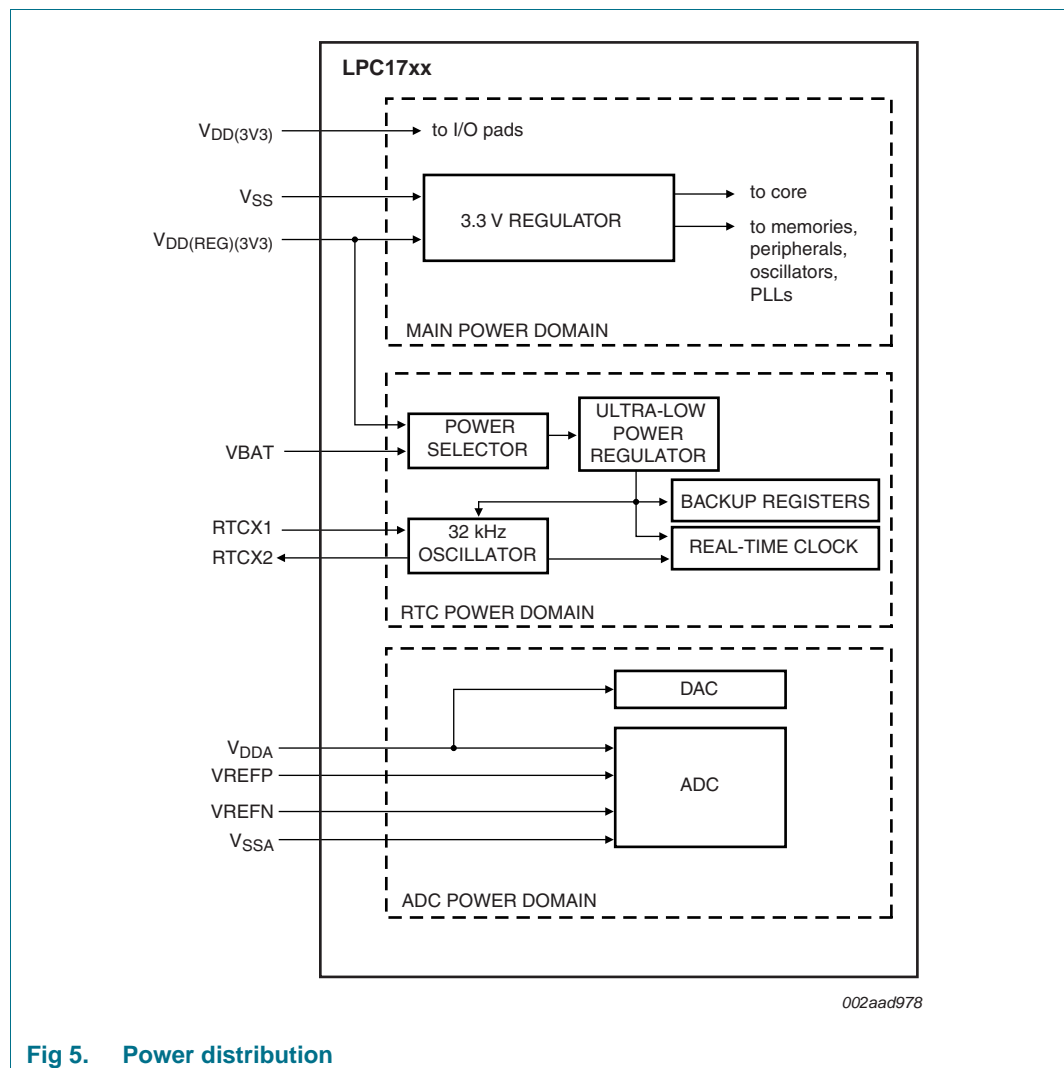 LPC17xx
VDD(3V3)
to I/O pads
VSS
3.3 V REGULATOR
to core
VDD(REG)(3V3)
to memories,
peripherals,
oscillators,
PLLs
MAIN POWER DOMAIN
ULTRA-LOW
POWER
REGULATOR
POWER
SELECTOR
VBAT
BACKUP REGISTERS
RTCX1
32 kHz
OSCILLATOR
REAL-TIME CLOCK
RTCX2
RTC POWER DOMAIN
DAC
VDDA
VREFP
ADC
VREFN
VSSA
ADC POWER DOMAIN
002aad978
Fig 5. Power distribution